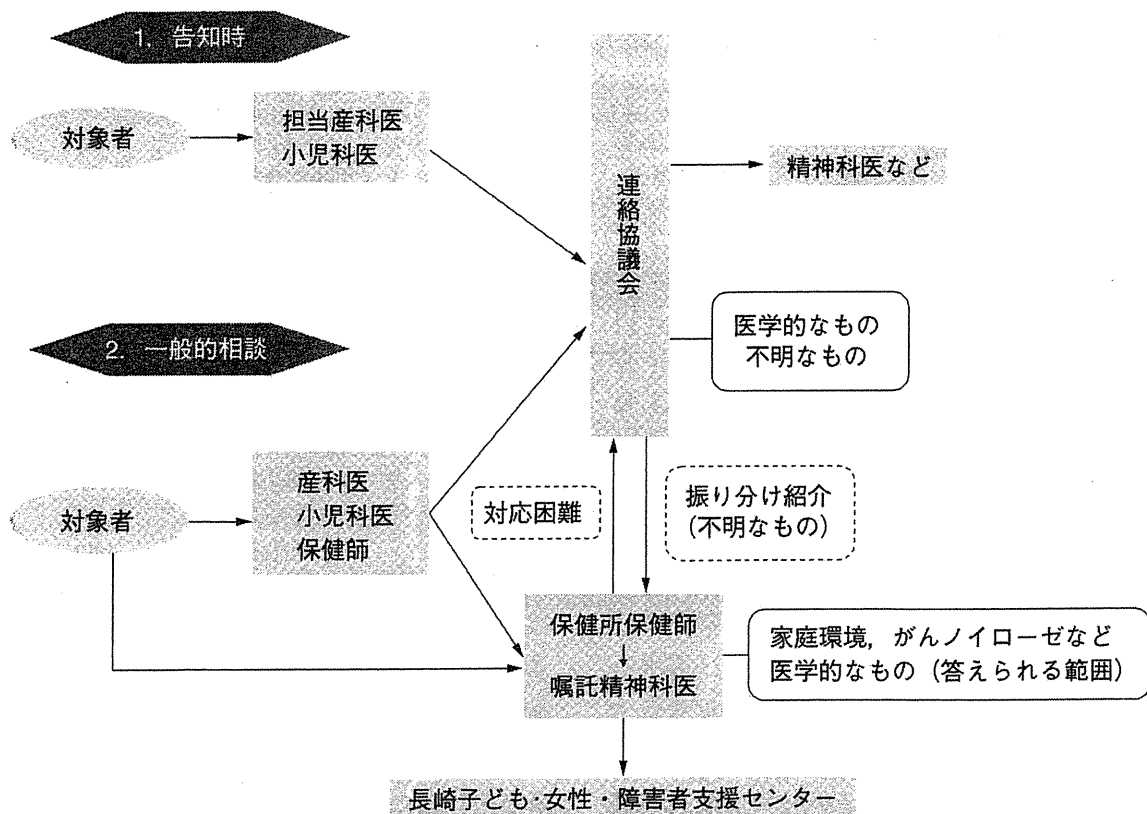 1. 告知時
対象者
担当産科医
小児科医
連絡協議会
精神科医など
医学的なもの
不明なもの
2. 一般的相談
対象者
産科医
小児科医
保健師
対応困難
振り分け紹介
(不明なもの)
保健所保健師
嘱託精神科医
家庭環境,がんノイローゼなど
医学的なもの(答えられる範囲)
長崎子ども・女性・障害者支援センター